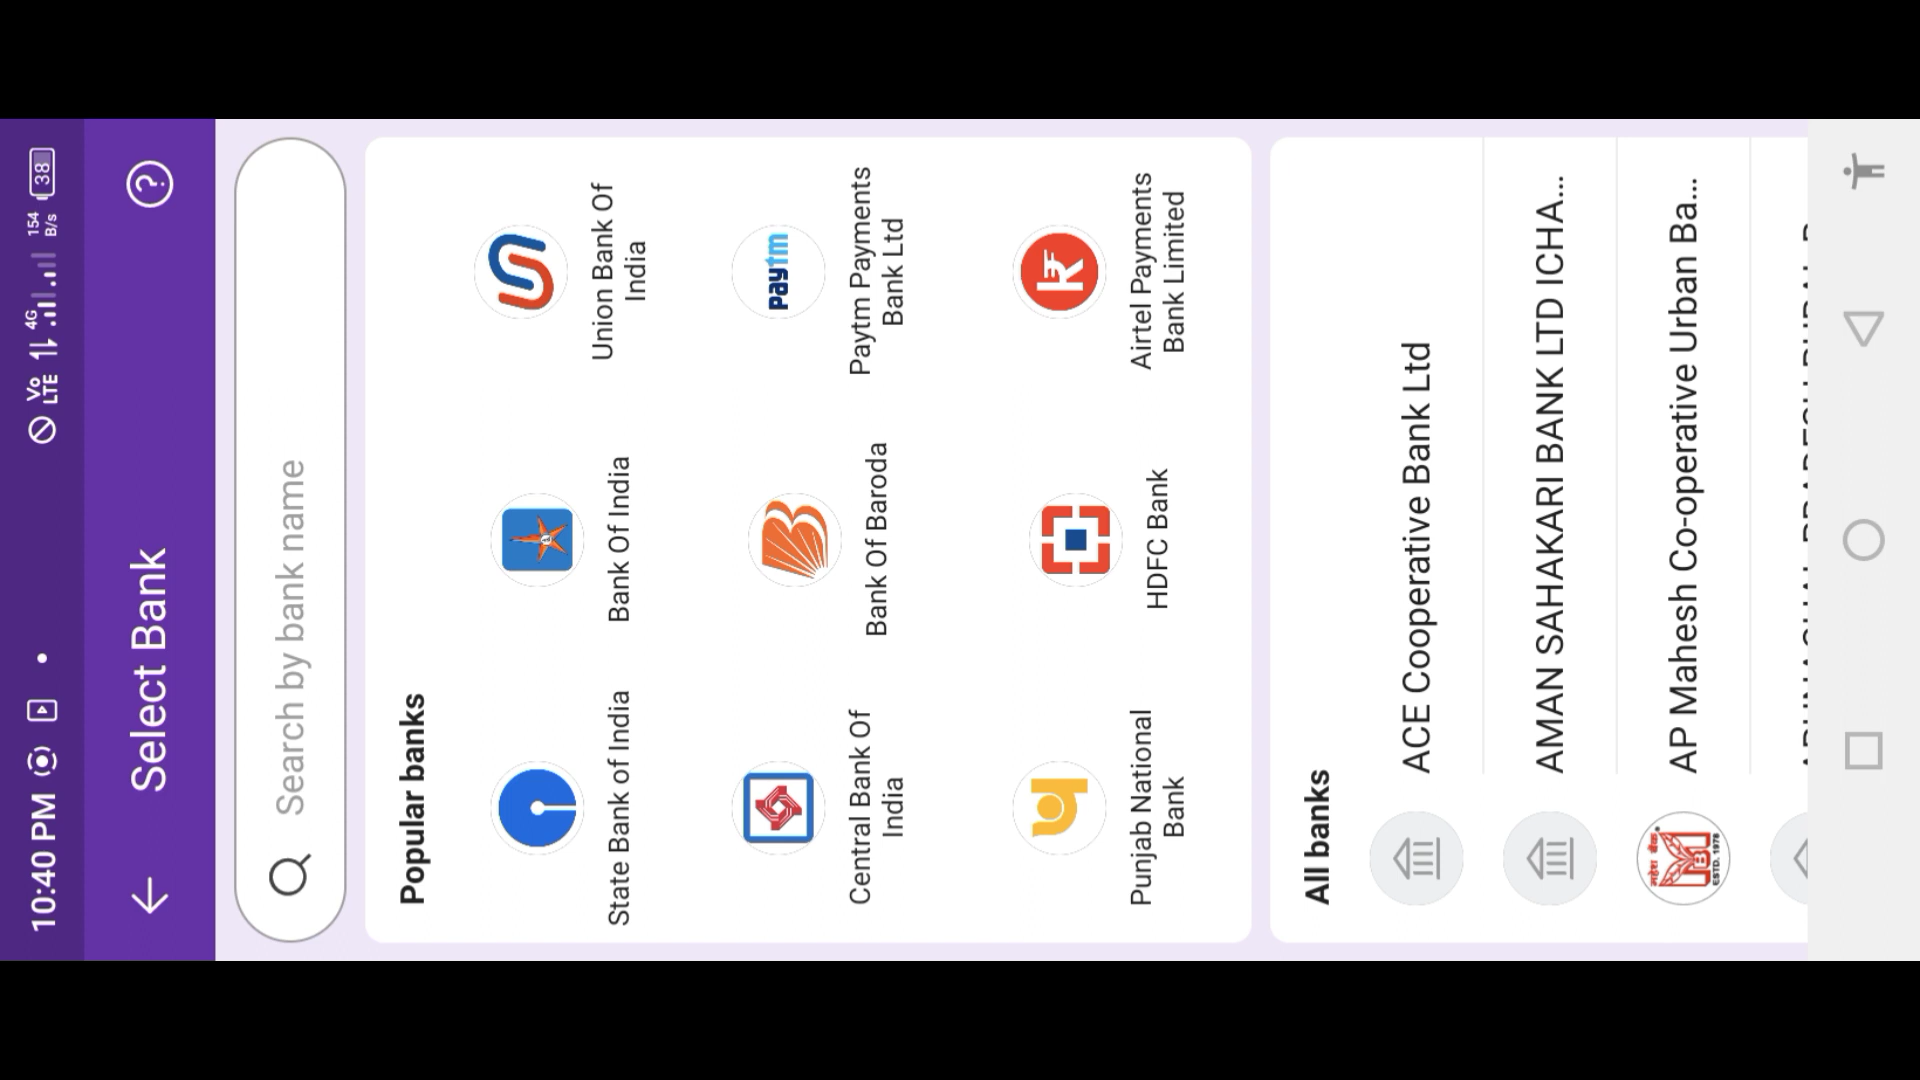 10:40 PM
Vo LTE
4G
154 B/s
38
Select Bank
Search by bank name
Popular banks
State Bank of India
Bank Of India
Union Bank Of
India
Central Bank Of
India
Bank Of Baroda
Paytm
Paytm Payments
Bank Ltd
Punjab National
Bank
HDFC Bank
Airtel Payments
Bank Limited
All banks
ACE Cooperative Bank Ltd
AMAN SAHAKARI BANK LTD ICHA...
महेश बैंक
ESTD. 1978
AP Mahesh Co-operative Urban Ba...